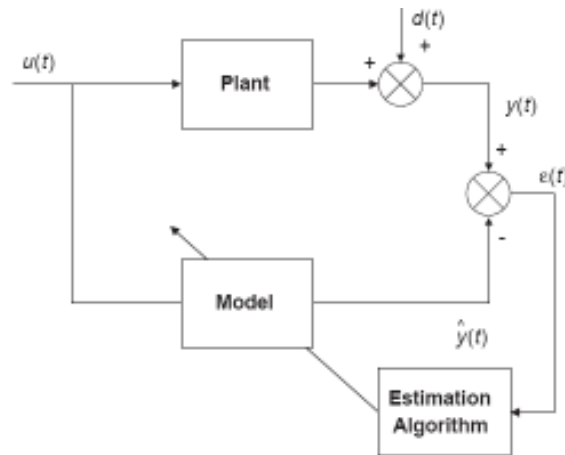 d(t)
+
u(t)
Plant
+
y(t)
+
ε(t)
-
Model
ŷ(t)
Estimation
Algorithm